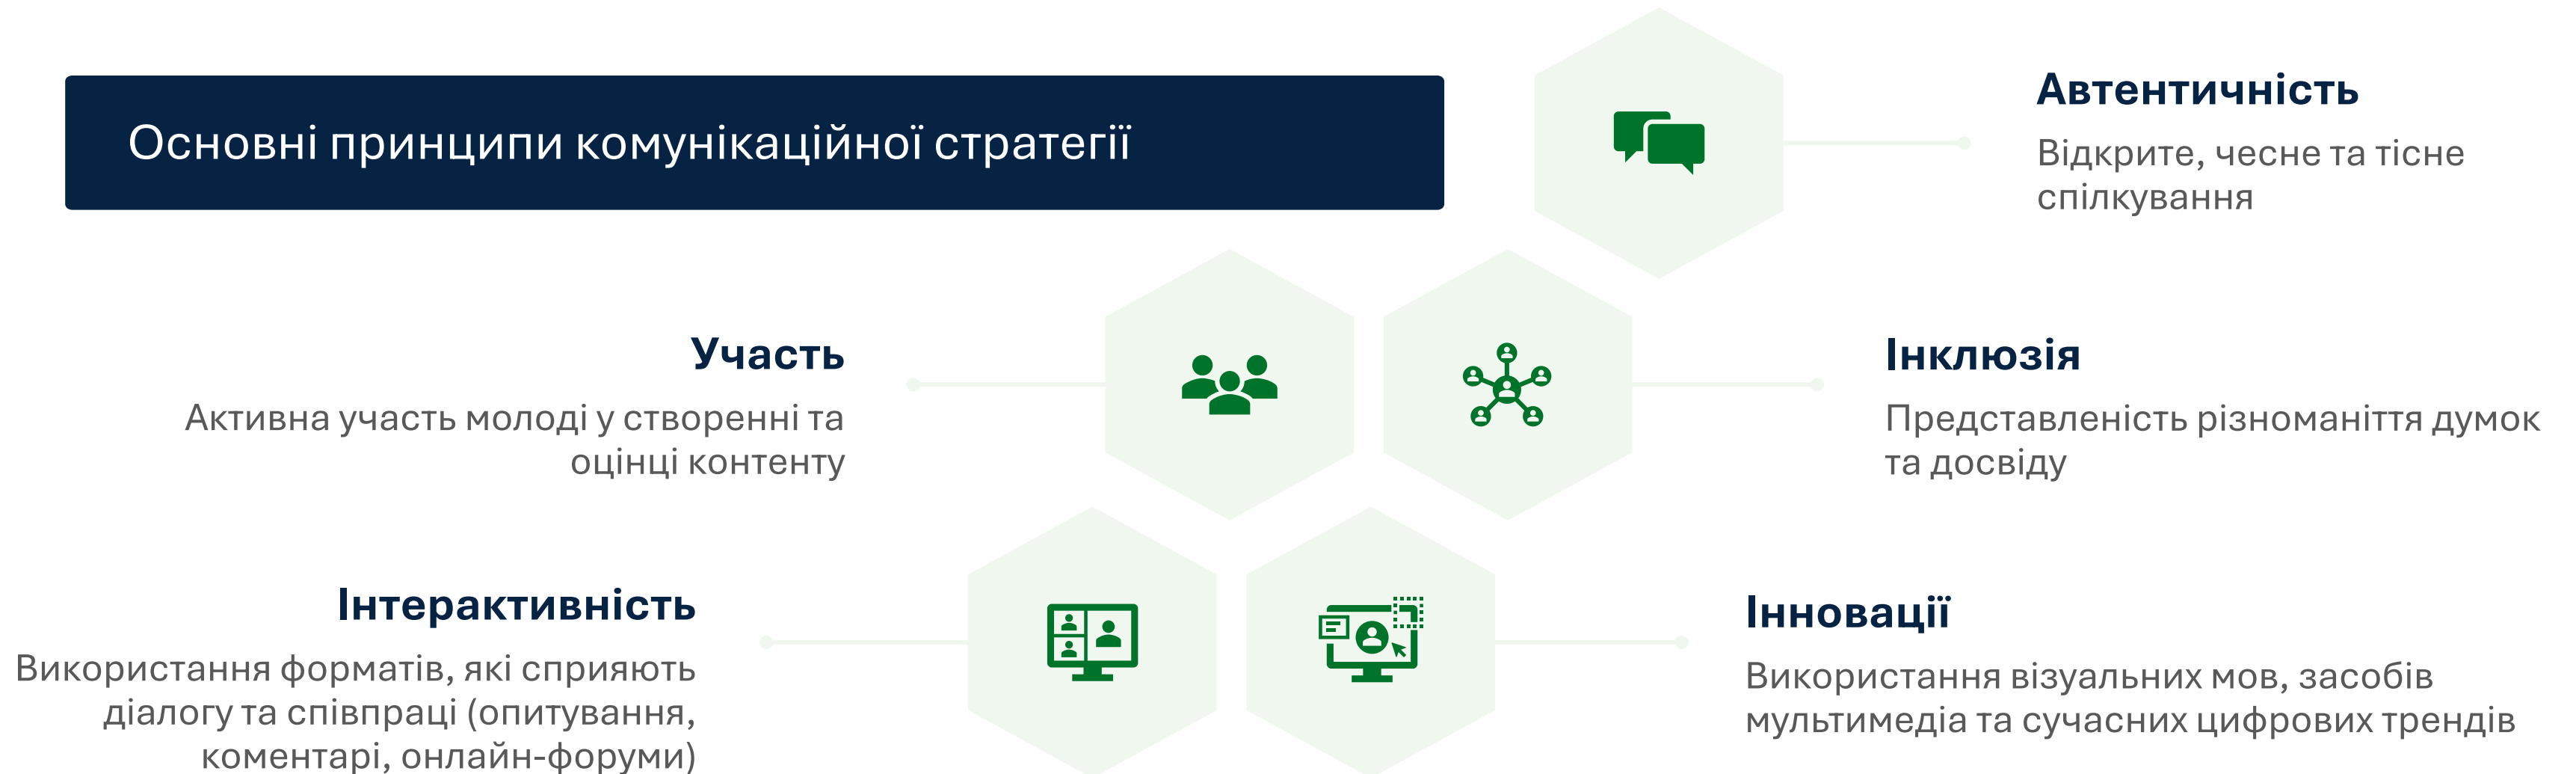 Основні принципи комунікаційної стратегії
Автентичність
Відкрите, чесне та тісне
спілкування
Участь
Активна участь молоді у створенні та
оцінці контенту
Інклюзія
Представленість різноманіття думок
та досвіду
Інтерактивність
Використання форматів, які сприяють
діалогу та співпраці (опитування,
коментарі, онлайн-форуми)
Інновації
Використання візуальних мов, засобів
мультимедіа та сучасних цифрових трендів